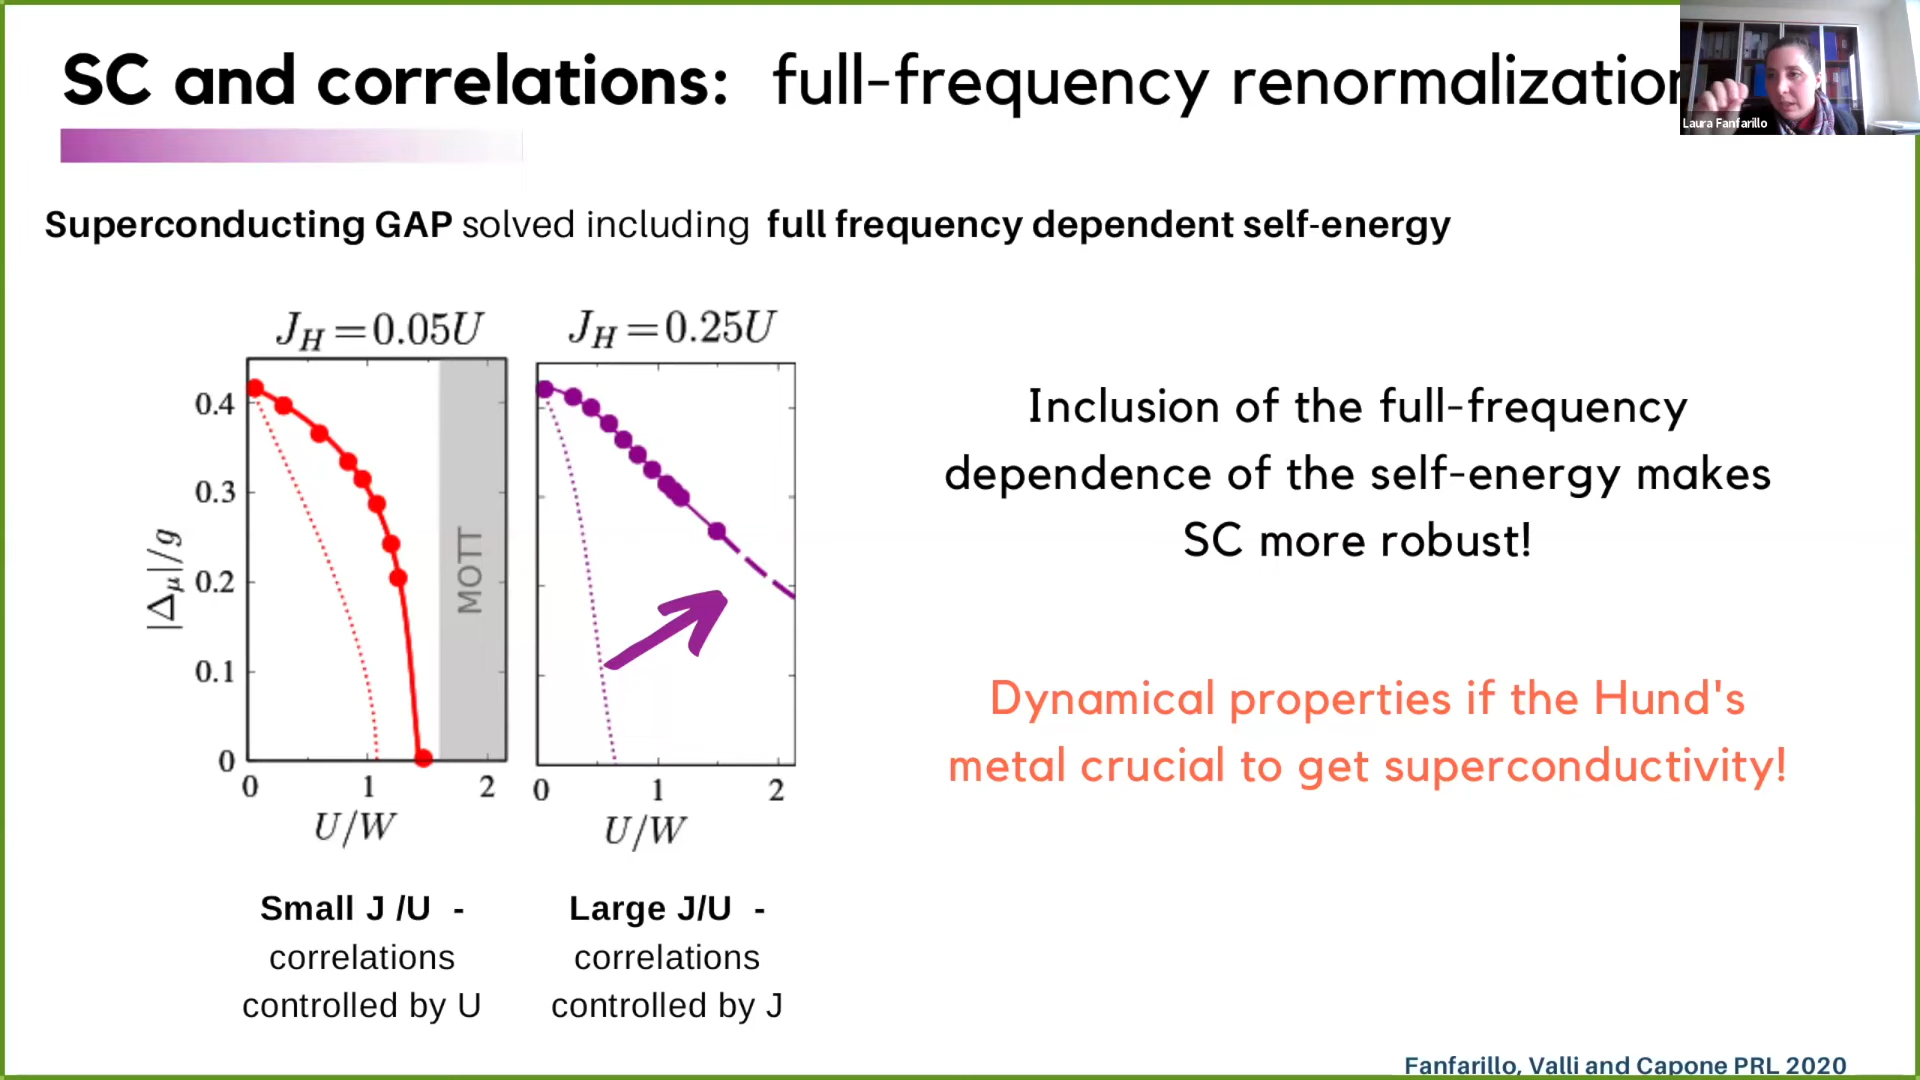 SC and correlations: full-frequency renormalization
Laura Fanfarillo
Superconducting GAP solved including full frequency dependent self-energy
J_H=0.05U
J_H=0.25U
|Δ_μ|/g
0.4
0.3
0.2
0.1
0
MOTT
0 1 2
0 1 2
U/W
U/W
Small J /U -
correlations
controlled by U
Large J/U -
correlations
controlled by J
Inclusion of the full-frequency
dependence of the self-energy makes
SC more robust!
Dynamical properties if the Hund's
metal crucial to get superconductivity!
Fanfarillo, Valli and Capone PRL 2020